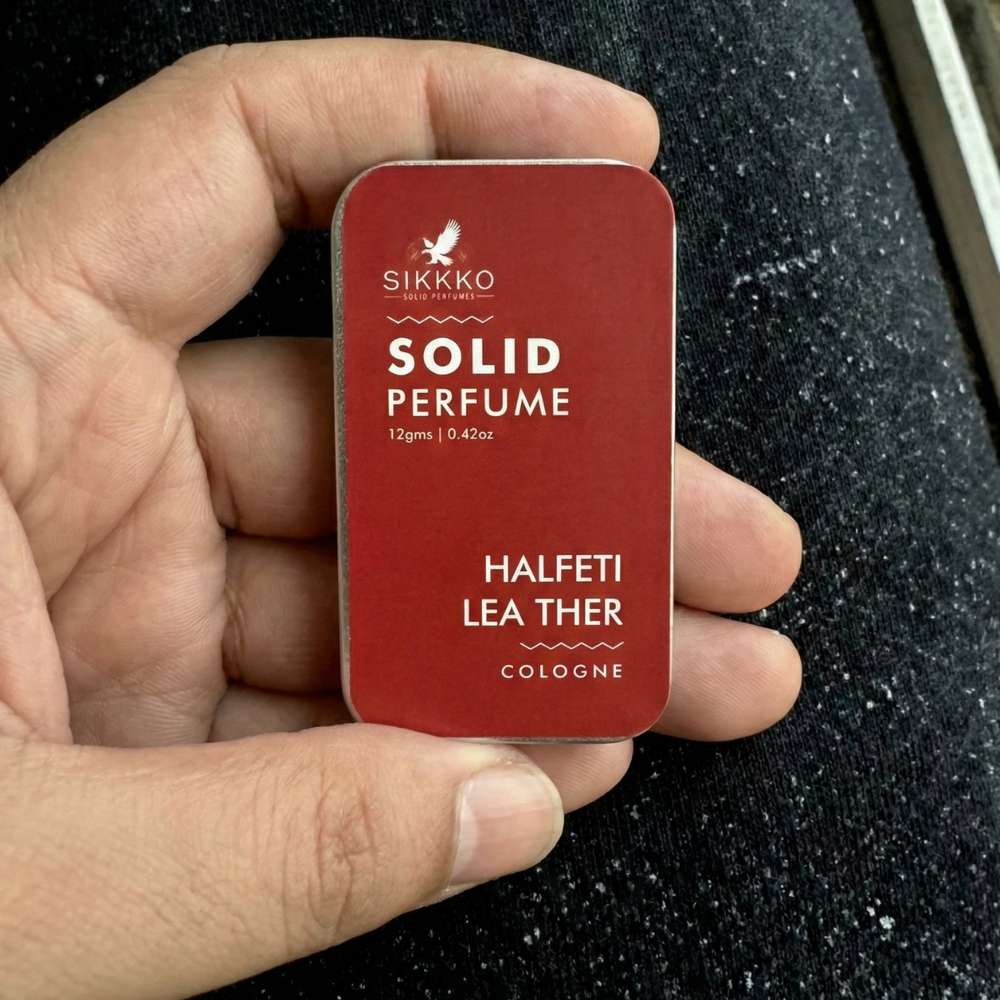 SIKKKO
SOLID PERFUMES
SOLID
PERFUME
12gms | 0.42oz
HALFETI
LEA THER
COLOGNE